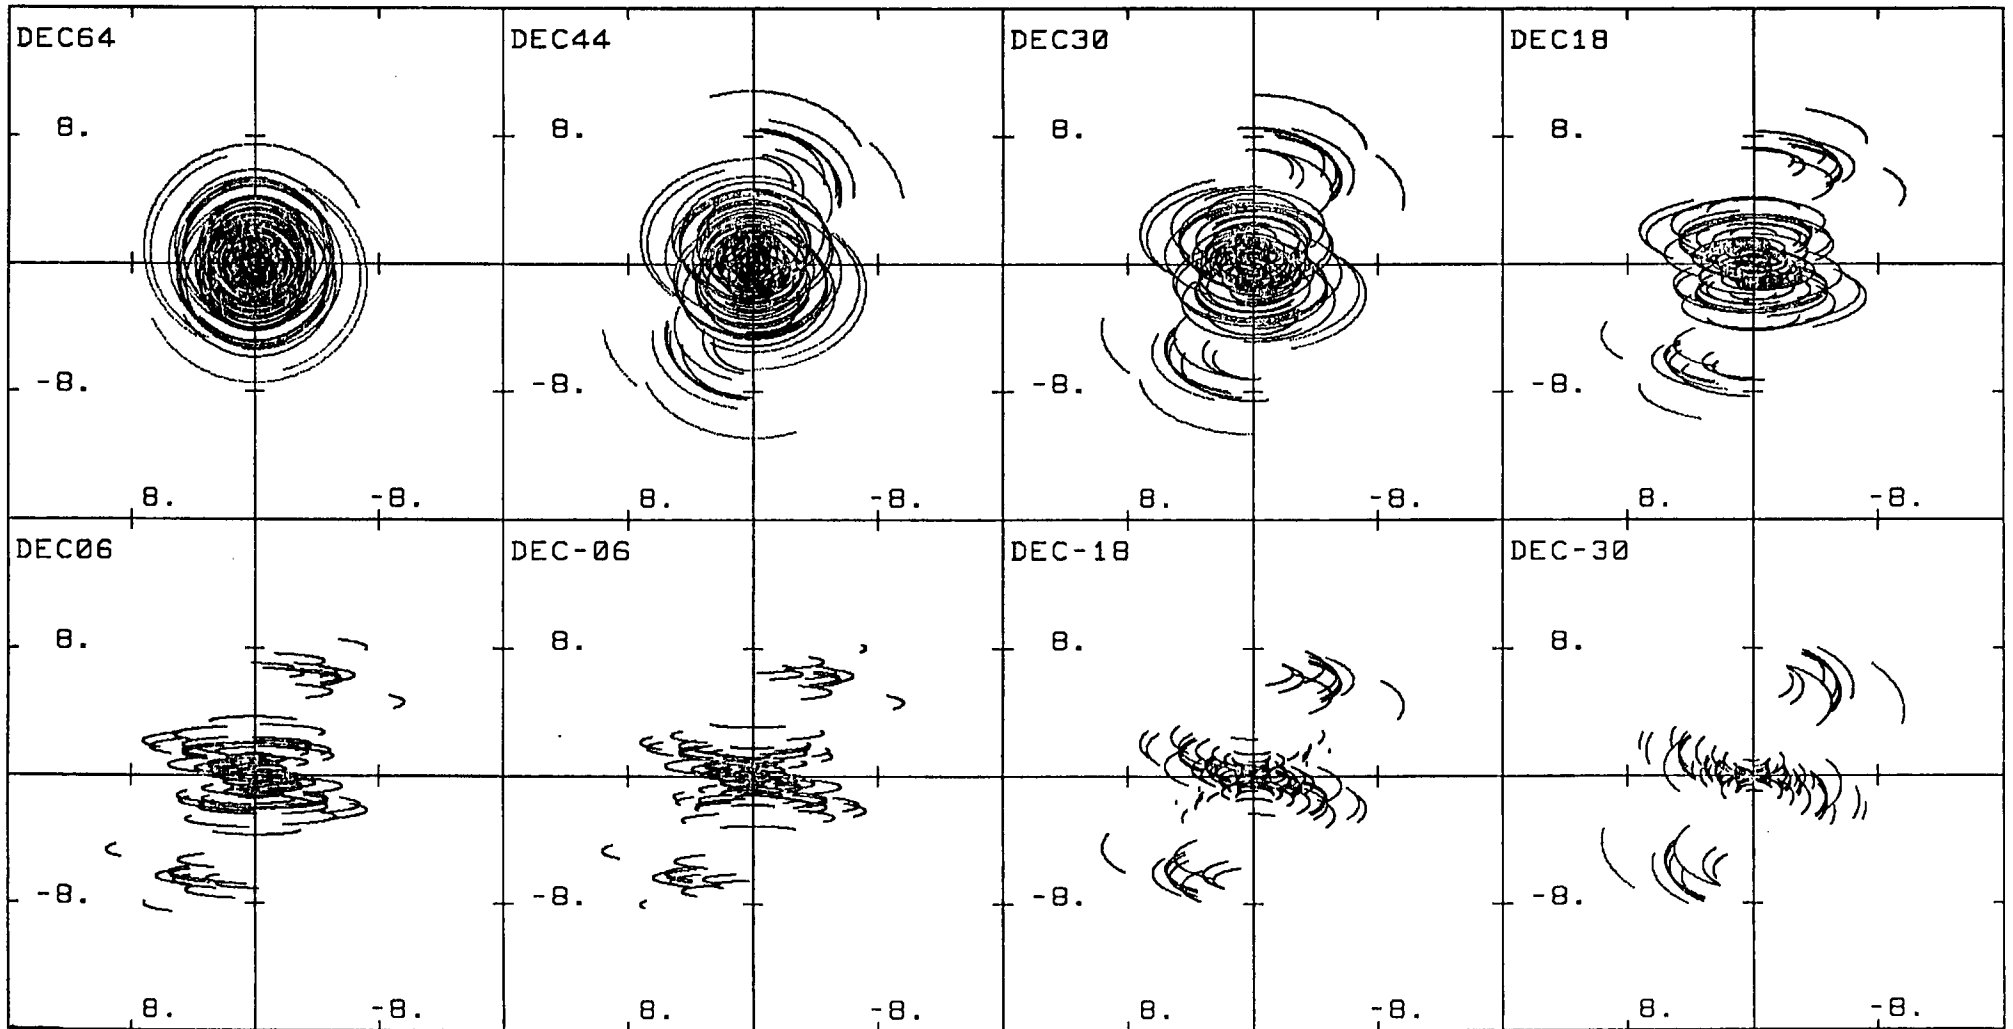 DEC64 DEC44 DEC30 DEC18
8. 8. 8. 8.
-8. -8. -8. -8.
8. -8. 8. -8. 8. -8. 8. -8.
DEC06 DEC-06 DEC-18 DEC-30
8. 8. 8. 8.
-8. -8. -8. -8.
8. -8. 8. -8. 8. -8. 8. -8.